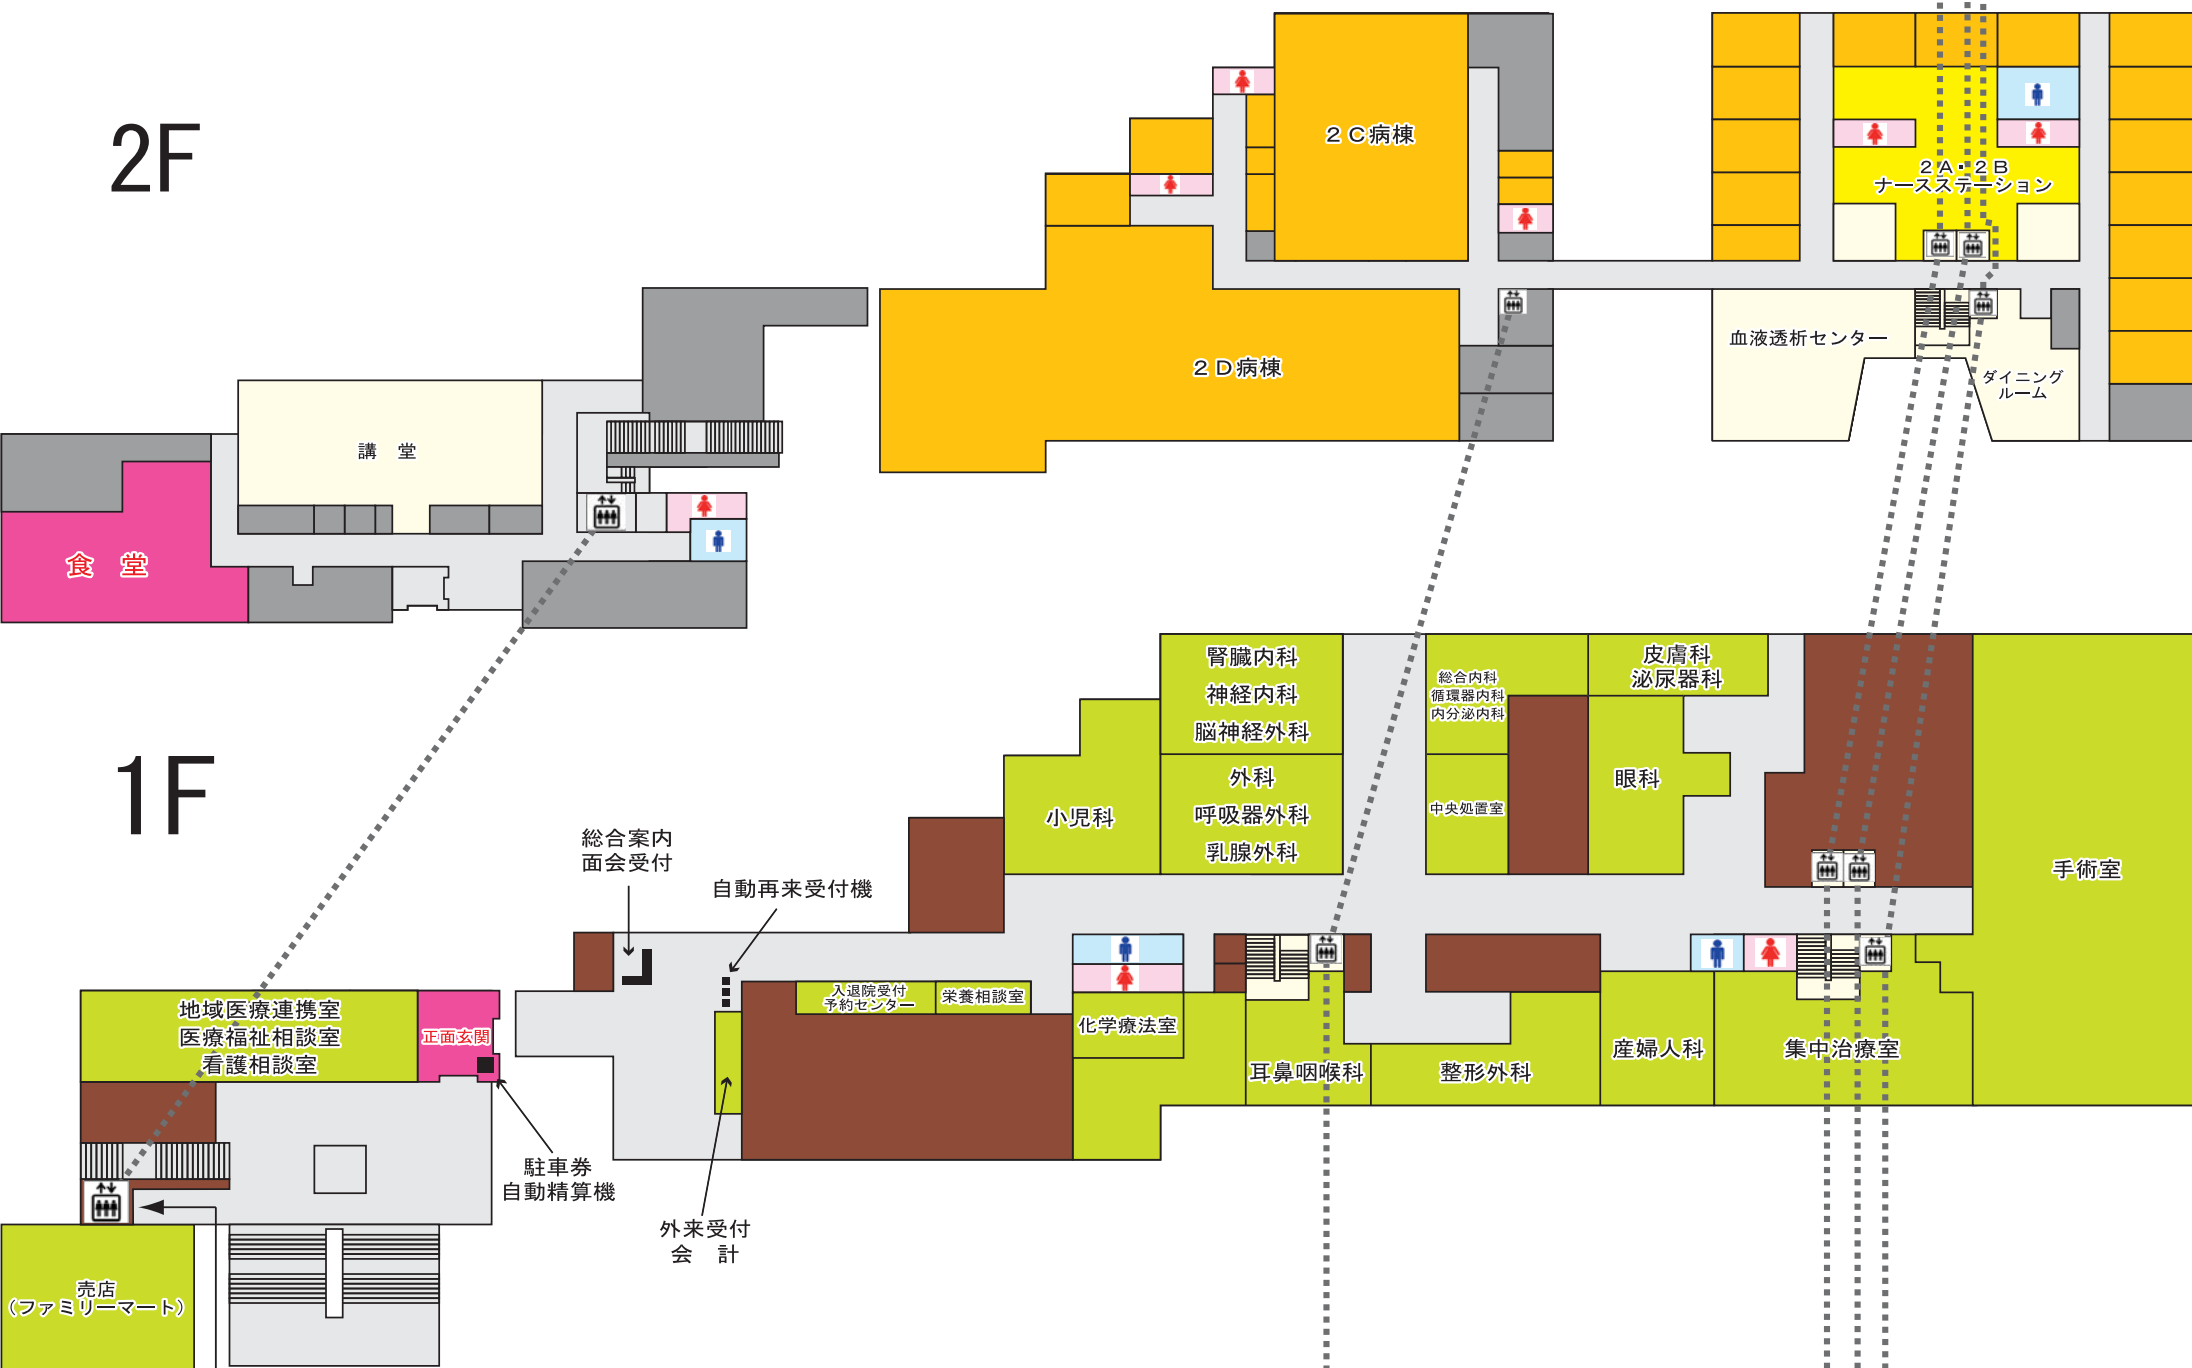 2F
2C病棟
2A・2B
ナースステーション
血液透析センター
ダイニング
ルーム
2D病棟
講　堂
食　堂
1F
腎臓内科
神経内科
脳神経外科
外科
呼吸器外科
乳腺外科
小児科
総合内科
循環器内科
内分泌内科
中央処置室
皮膚科
泌尿器科
眼科
手術室
総合案内
面会受付
自動再来受付機
入退院受付
予約センター
栄養相談室
化学療法室
耳鼻咽喉科
整形外科
産婦人科
集中治療室
地域医療連携室
医療福祉相談室
看護相談室
正面玄関
駐車券
自動精算機
外来受付
会　計
売店
（ファミリーマート）